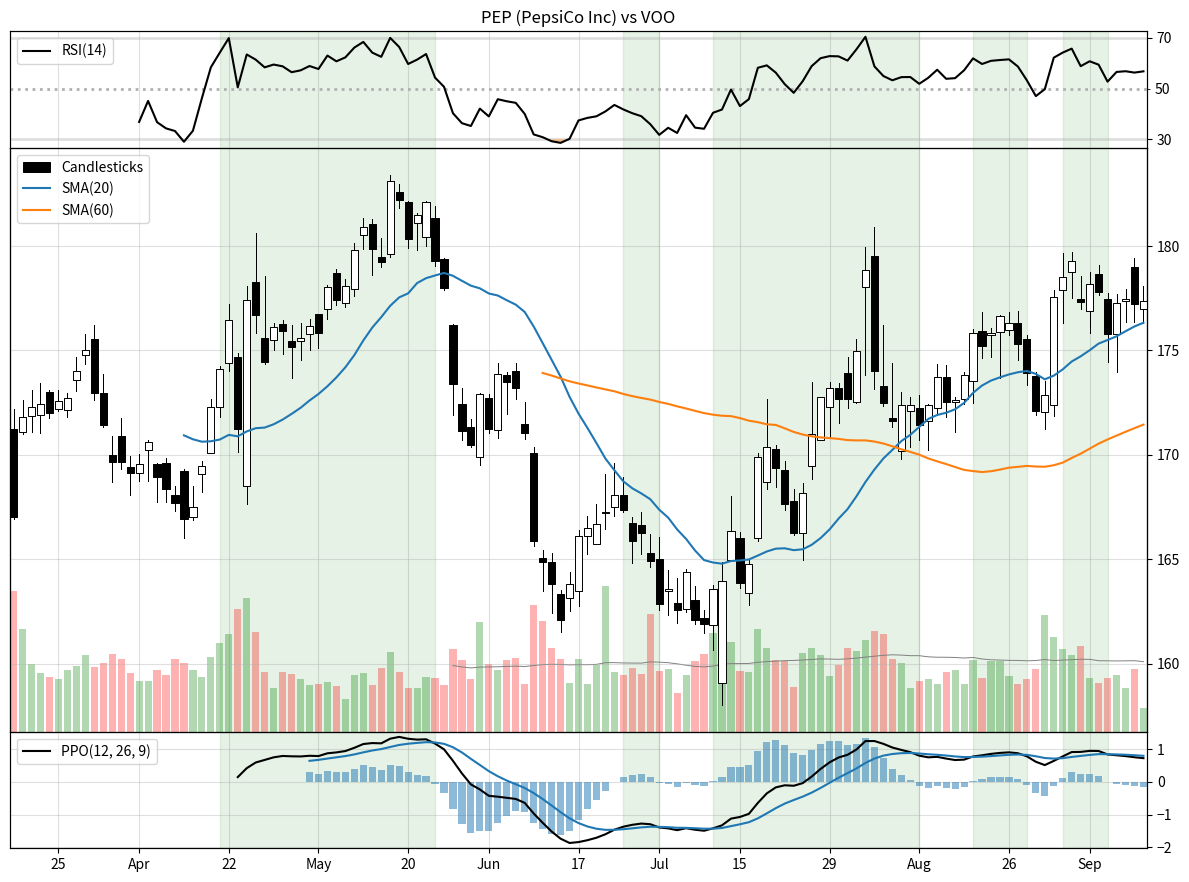 PEP (PepsiCo Inc) vs VOO
RSI(14)
70
50
30
Candlesticks
SMA(20)
SMA(60)
180
175
170
165
160
PPO(12, 26, 9)
1
0
−1
−2
25 Apr 22 May 20 Jun 17 Jul 15 29 Aug 26 Sep